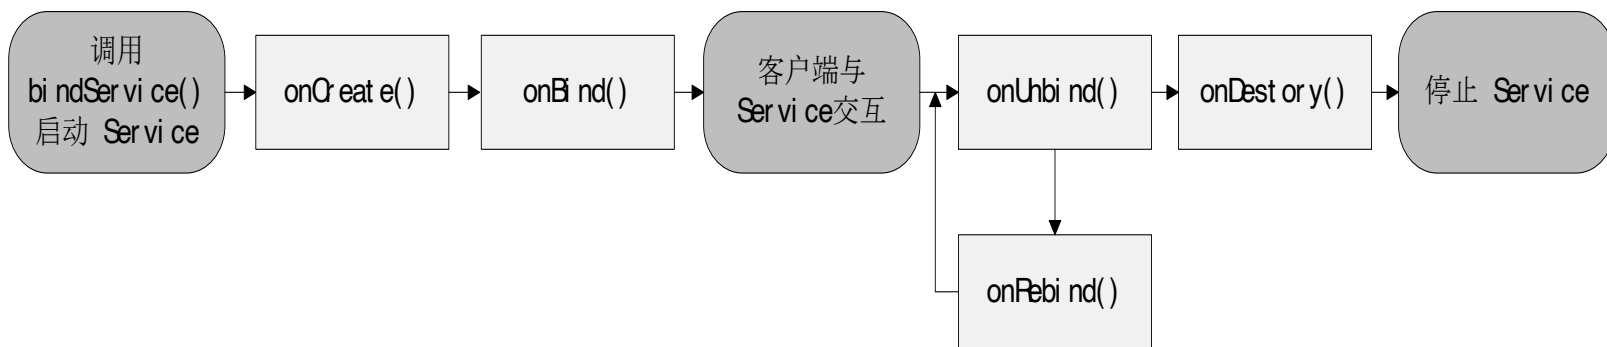 调用
bindService()
启动 Service
onCreate()
onBind()
客户端与
Service交互
onUnbind()
onDestory()
停止 Service
onRebind()